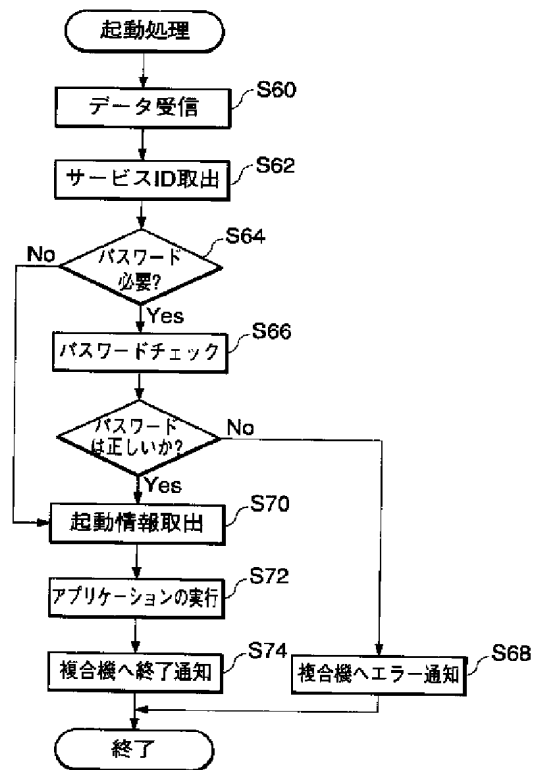 起動処理
データ受信
S60
サービスID取出
S62
S64
パスワード
必要?
No
Yes
S66
パスワードチェック
パスワード
は正しいか?
No
Yes
起動情報取出
S70
アプリケーションの実行
S72
複合機へ終了通知
S74
複合機へエラー通知
S68
終了